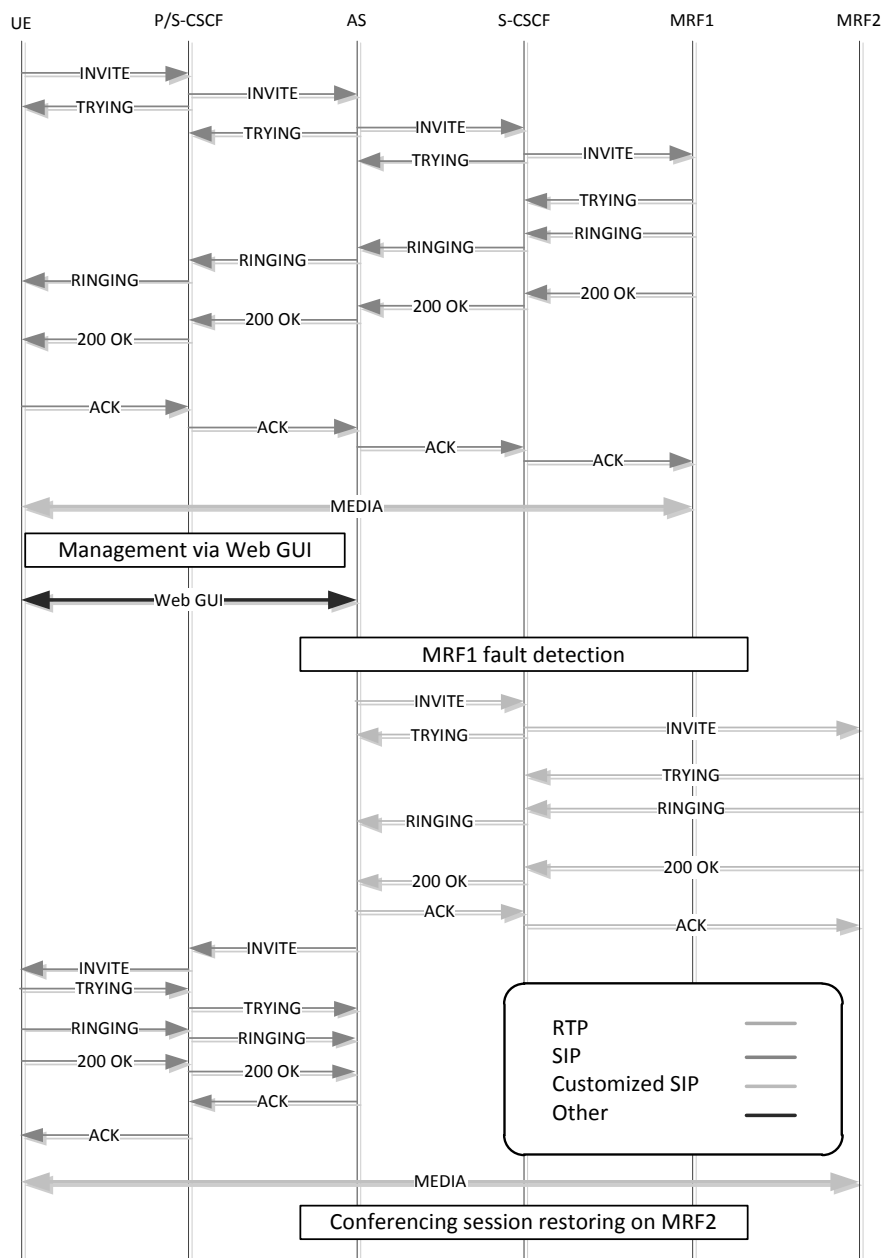 UE P/S-CSCF AS S-CSCF MRF1 MRF2
INVITE
INVITE
TRYING
INVITE
TRYING
INVITE
TRYING
TRYING
RINGING
RINGING
RINGING
RINGING
200 OK
200 OK
200 OK
200 OK
ACK
ACK
ACK
ACK
MEDIA
Management via Web GUI
Web GUI
MRF1 fault detection
INVITE
INVITE
TRYING
TRYING
RINGING
RINGING
200 OK
200 OK
ACK
ACK
INVITE
INVITE
TRYING
TRYING
RINGING
RINGING
200 OK
200 OK
ACK
ACK
RTP
SIP
Customized SIP
Other
MEDIA
Conferencing session restoring on MRF2